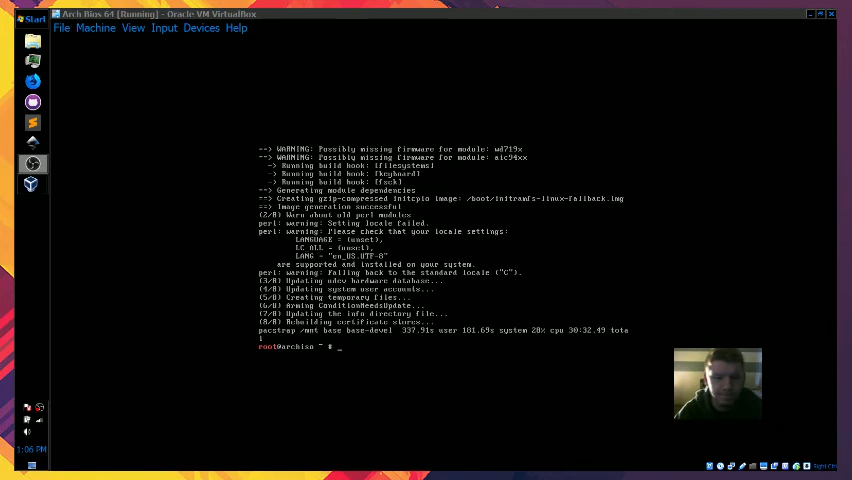 Start
Arch Bios 64 [Running] - Oracle VM VirtualBox
File Machine View Input Devices Help
==> WARNING: Possibly missing firmware for module: wd719x
==> WARNING: Possibly missing firmware for module: aic94xx
-> Running build hook: [filesystems]
-> Running build hook: [keyboard]
-> Running build hook: [fsck]
==> Generating module dependencies
==> Creating gzip-compressed initcpio image: /boot/initramfs-linux-fallback.img
==> Image generation successful
(2/8) Warn about old perl modules
perl: warning: Setting locale failed.
perl: warning: Please check that your locale settings:
LANGUAGE = (unset),
LC_ALL = (unset),
LANG = "en_US.UTF-8"
are supported and installed on your system.
perl: warning: Falling back to the standard locale ("C").
(3/8) Updating udev hardware database...
(4/8) Updating system user accounts...
(5/8) Creating temporary files...
(6/8) Arming ConditionNeedsUpdate...
(7/8) Updating the info directory file...
(8/8) Rebuilding certificate stores...
pacstrap /mnt base base-devel 337.91s user 181.69s system 28% cpu 30:32.49 tota
l
root@archiso ~ # _
1:06 PM
Right Ctrl